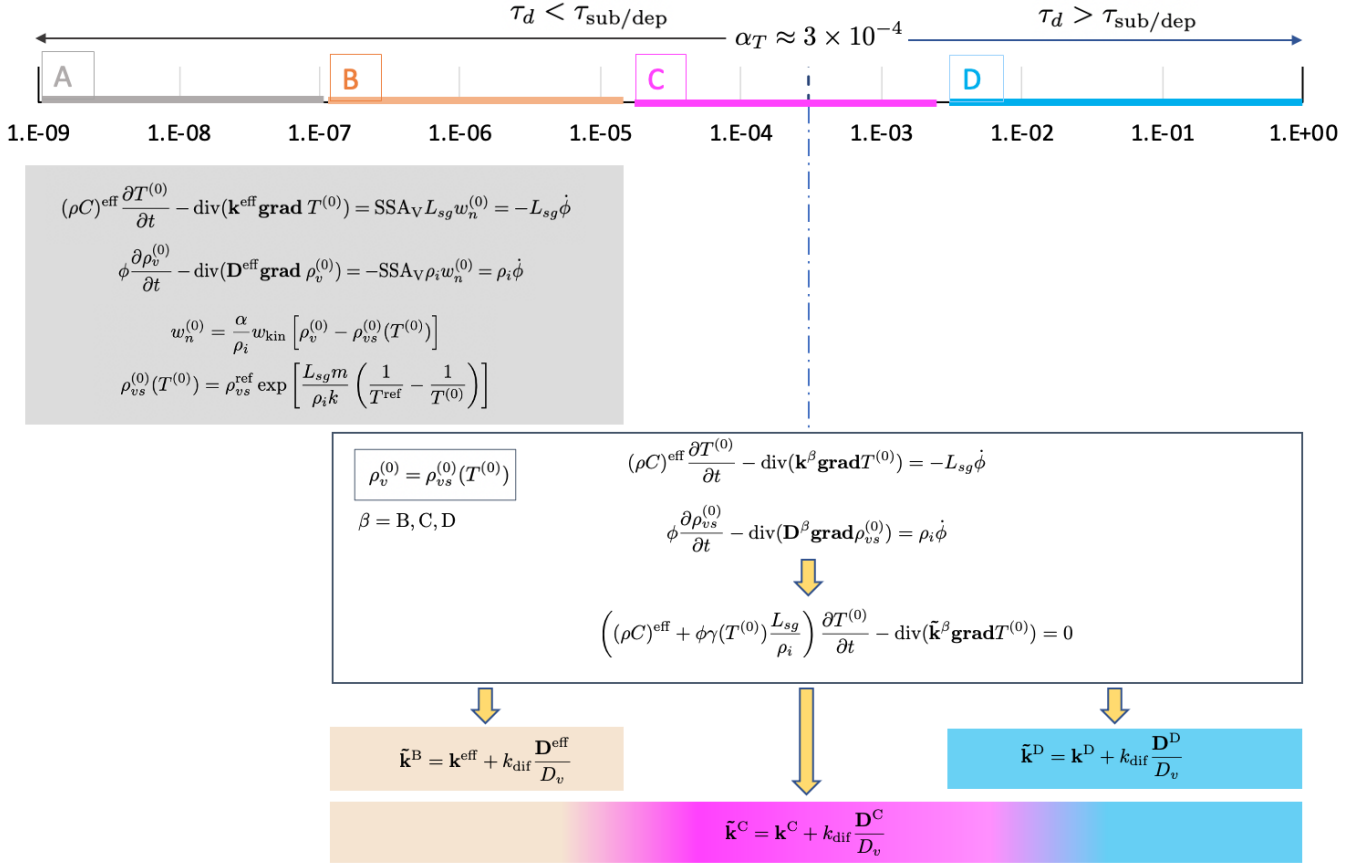 τ_d < τ_sub/dep
τ_d > τ_sub/dep
α_T ≈ 3 × 10^−4
A
B
C
D
1.E-09 1.E-08 1.E-07 1.E-06 1.E-05 1.E-04 1.E-03 1.E-02 1.E-01 1.E+00
(ρC)^eff ∂T^(0)/∂t − div(k^eff grad T^(0)) = SSA_V L_sg w_n^(0) = −L_sg ϕ̇
ϕ ∂ρ_v^(0)/∂t − div(D^eff grad ρ_v^(0)) = −SSA_V ρ_i w_n^(0) = ρ_i ϕ̇
w_n^(0) = α/ρ_i w_kin [ρ_v^(0) − ρ_vs^(0)(T^(0))]
ρ_vs^(0)(T^(0)) = ρ_vs^ref exp [L_sg m/ρ_i k (1/T^ref − 1/T^(0))]
ρ_v^(0) = ρ_vs^(0)(T^(0))
β = B, C, D
(ρC)^eff ∂T^(0)/∂t − div(k^β grad T^(0)) = −L_sg ϕ̇
ϕ ∂ρ_vs^(0)/∂t − div(D^β grad ρ_vs^(0)) = ρ_i ϕ̇
((ρC)^eff + ϕγ(T^(0)) L_sg/ρ_i) ∂T^(0)/∂t − div(k̃^β grad T^(0)) = 0
k̃^B = k^eff + k_dif D^eff/D_v
k̃^D = k^D + k_dif D^D/D_v
k̃^C = k^C + k_dif D^C/D_v